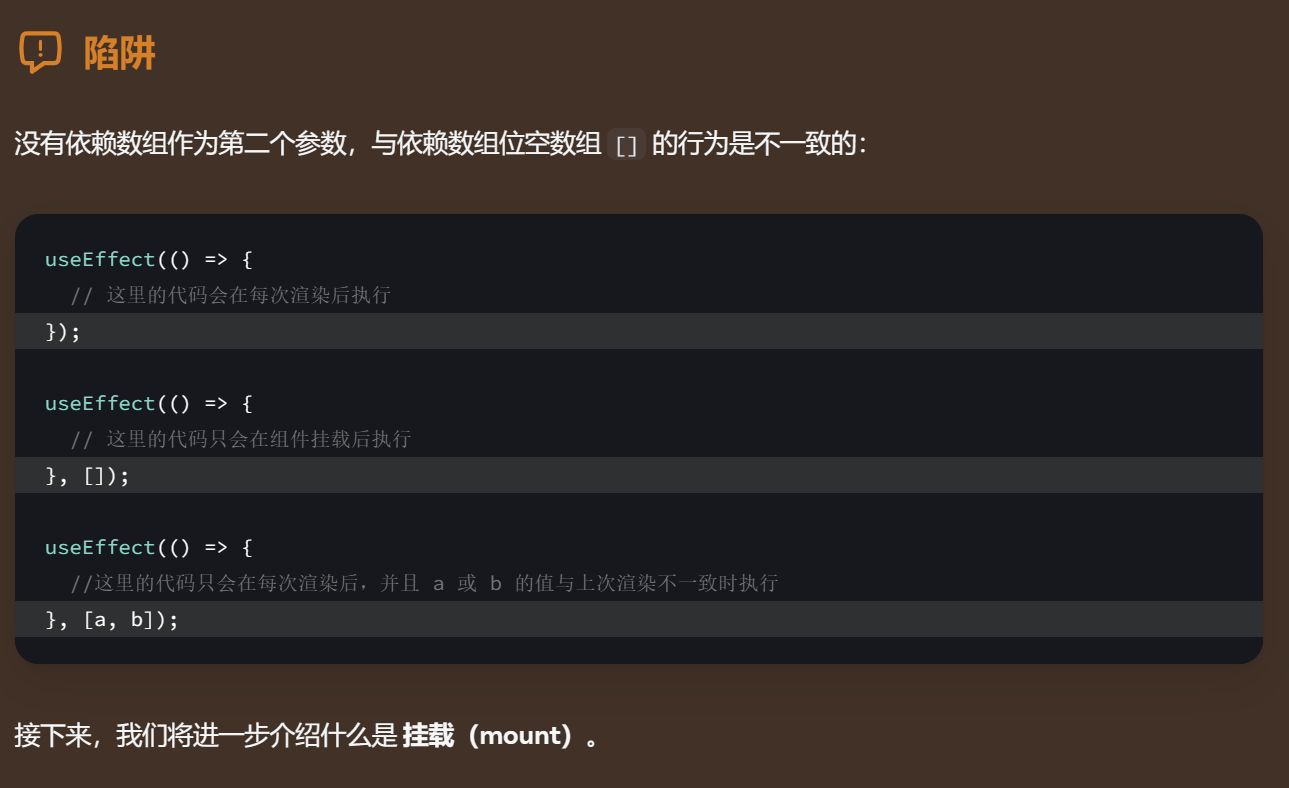 陷阱
没有依赖数组作为第二个参数，与依赖数组位空数组 [] 的行为是不一致的：
useEffect(() => {
  // 这里的代码会在每次渲染后执行
});
useEffect(() => {
  // 这里的代码只会在组件挂载后执行
}, []);
useEffect(() => {
  //这里的代码只会在每次渲染后，并且 a 或 b 的值与上次渲染不一致时执行
}, [a, b]);
接下来，我们将进一步介绍什么是 挂载（mount）。